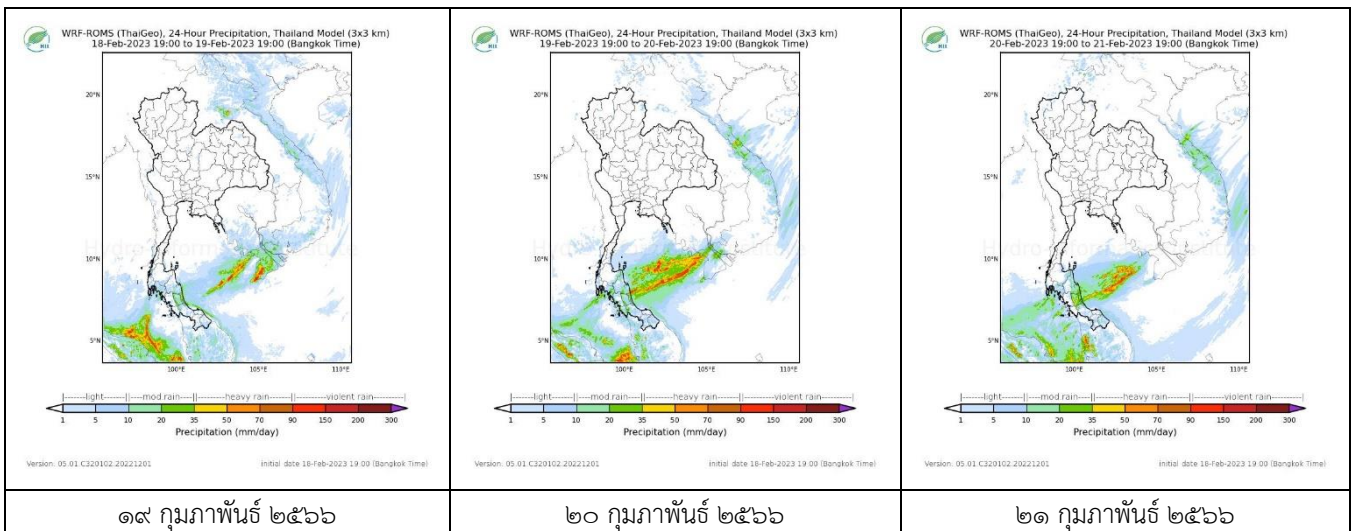 WRF-ROMS (ThaiGeo), 24-Hour Precipitation, Thailand Model (3x3 km)
18-Feb-2023 19:00 to 19-Feb-2023 19:00 (Bangkok Time)
20°N
15°N
10°N
5°N
100°E 105°E 110°E
|-------light------||----mod.rain----||------heavy rain-----||------violent rain------|
1 5 10 20 35 50 70 90 150 200 300
Precipitation (mm/day)
Version: 05.01.C320102.20221201 initial date 18-Feb-2023 19:00 (Bangkok Time)
๑๙ กุมภาพันธ์ ๒๕๖๖
WRF-ROMS (ThaiGeo), 24-Hour Precipitation, Thailand Model (3x3 km)
19-Feb-2023 19:00 to 20-Feb-2023 19:00 (Bangkok Time)
20°N
15°N
10°N
5°N
100°E 105°E 110°E
|-------light------||----mod.rain----||------heavy rain-----||------violent rain------|
1 5 10 20 35 50 70 90 150 200 300
Precipitation (mm/day)
Version: 05.01.C320102.20221201 initial date 18-Feb-2023 19:00 (Bangkok Time)
๒๐ กุมภาพันธ์ ๒๕๖๖
WRF-ROMS (ThaiGeo), 24-Hour Precipitation, Thailand Model (3x3 km)
20-Feb-2023 19:00 to 21-Feb-2023 19:00 (Bangkok Time)
20°N
15°N
10°N
5°N
100°E 105°E 110°E
|-------light------||----mod.rain----||------heavy rain-----||------violent rain------|
1 5 10 20 35 50 70 90 150 200 300
Precipitation (mm/day)
Version: 05.01.C320102.20221201 initial date 18-Feb-2023 19:00 (Bangkok Time)
๒๑ กุมภาพันธ์ ๒๕๖๖